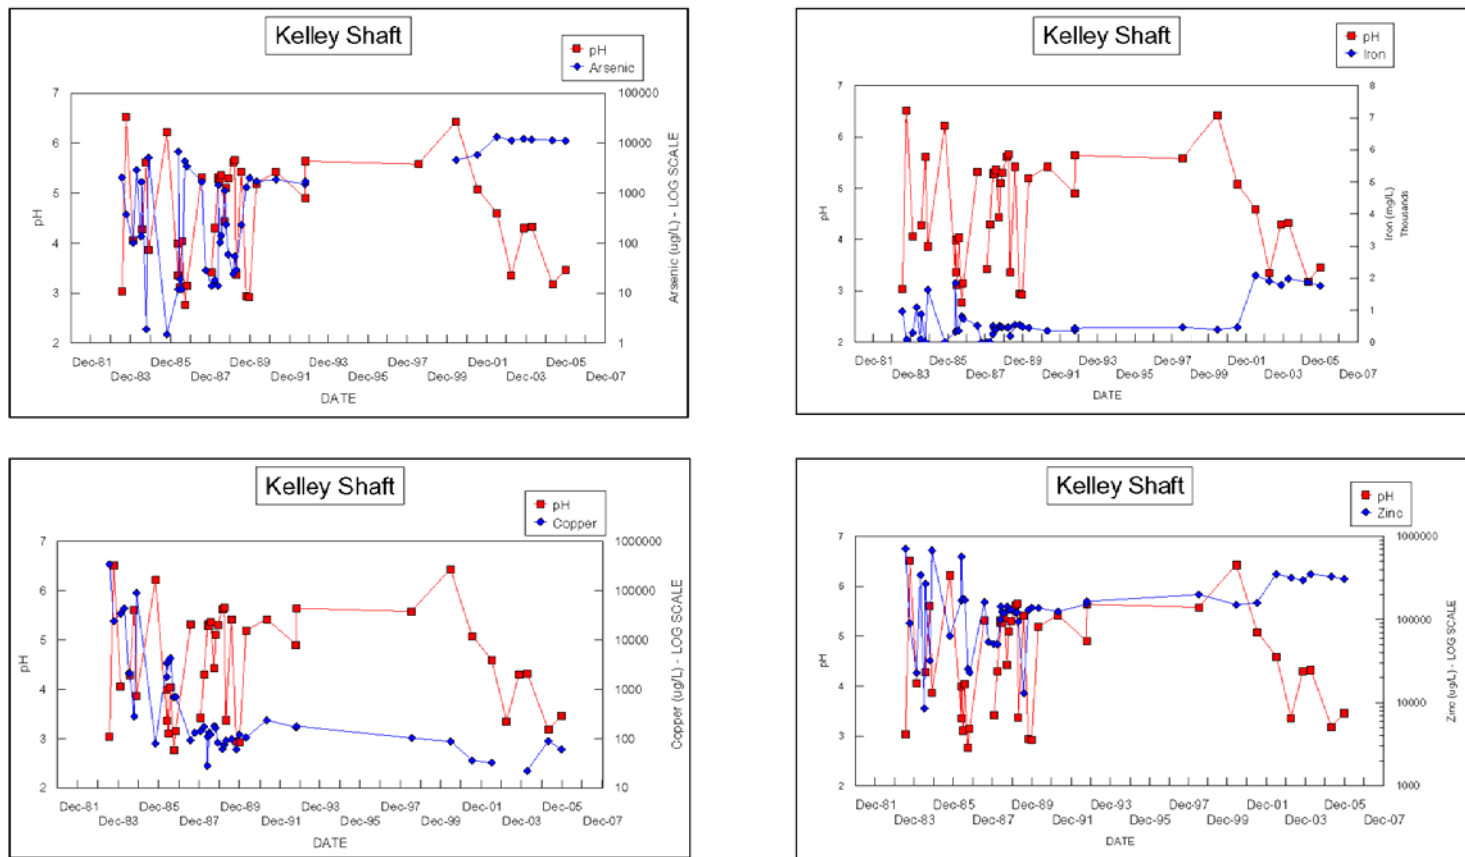 Kelley Shaft
pH
Arsenic
7
6
5
4
3
2
pH
100000
10000
1000
100
10
1
Arsenic (ug/L) - LOG SCALE
Dec-81 Dec-85 Dec-89 Dec-93 Dec-97 Dec-01 Dec-05
Dec-83 Dec-87 Dec-91 Dec-95 Dec-99 Dec-03 Dec-07
DATE
Kelley Shaft
pH
Iron
7
6
5
4
3
2
pH
8
7
6
5
4
3
2
1
0
Iron (mg/L)
Thousands
Dec-81 Dec-85 Dec-89 Dec-93 Dec-97 Dec-01 Dec-05
Dec-83 Dec-87 Dec-91 Dec-95 Dec-99 Dec-03 Dec-07
DATE
Kelley Shaft
pH
Copper
7
6
5
4
3
2
pH
1000000
100000
10000
1000
100
10
Copper (ug/L) - LOG SCALE
Dec-81 Dec-85 Dec-89 Dec-93 Dec-97 Dec-01 Dec-05
Dec-83 Dec-87 Dec-91 Dec-95 Dec-99 Dec-03 Dec-07
DATE
Kelley Shaft
pH
Zinc
7
6
5
4
3
2
pH
1000000
100000
10000
1000
Zinc (ug/L) - LOG SCALE
Dec-81 Dec-85 Dec-89 Dec-93 Dec-97 Dec-01 Dec-05
Dec-83 Dec-87 Dec-91 Dec-95 Dec-99 Dec-03 Dec-07
DATE